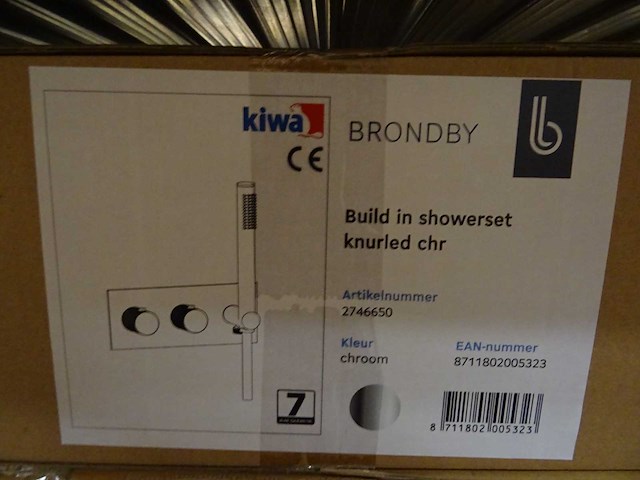 kiwa
CE
BRONDBY
b
Build in showerset
knurled chr
Artikelnummer
2746650
Kleur
chroom
EAN-nummer
8711802005323
7
8 711802 005323